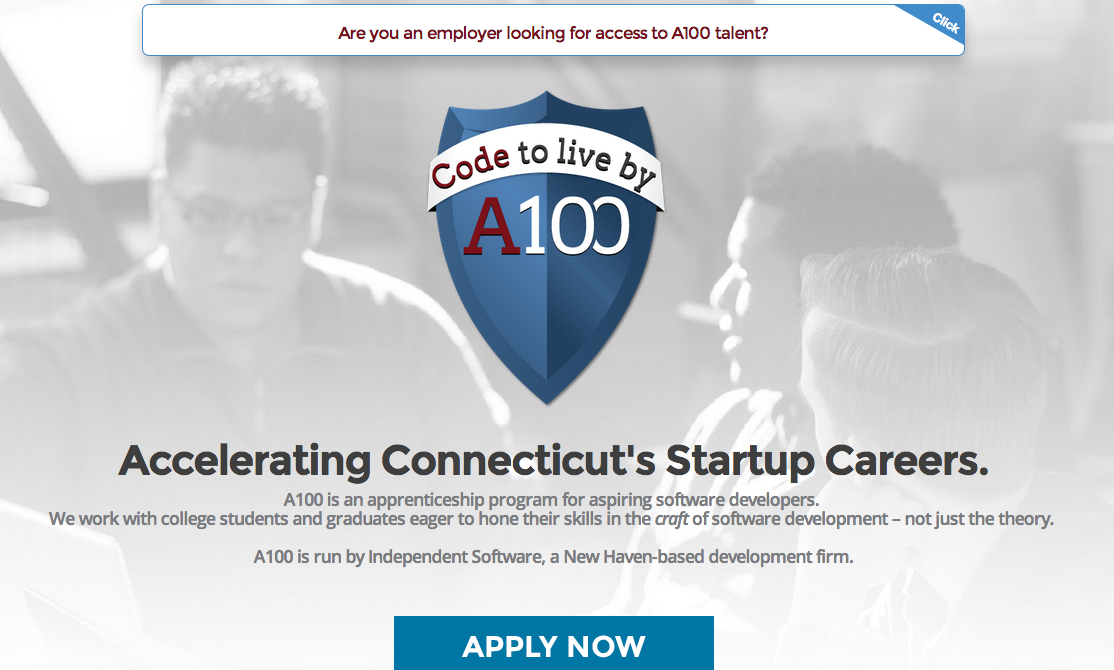 Are you an employer looking for access to A100 talent?
Click
Code to live by
A100
Accelerating Connecticut's Startup Careers.
A100 is an apprenticeship program for aspiring software developers.
We work with college students and graduates eager to hone their skills in the craft of software development – not just the theory.
A100 is run by Independent Software, a New Haven-based development firm.
APPLY NOW